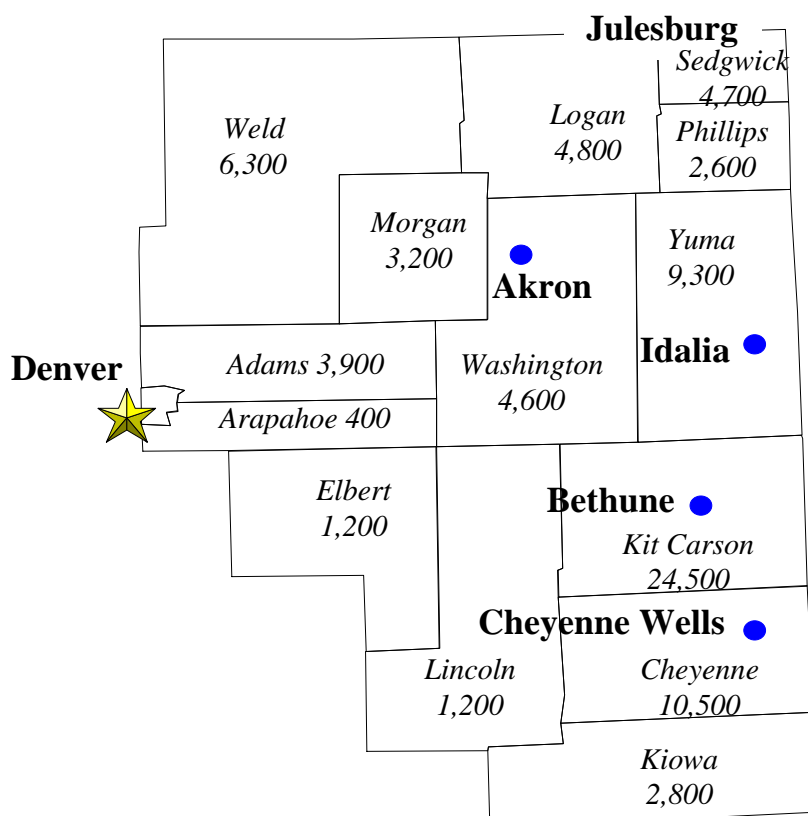 Julesburg
Sedgwick
4,700
Weld
6,300
Logan
4,800
Phillips
2,600
Morgan
3,200
Yuma
9,300
Akron
Denver
Adams 3,900
Washington
4,600
Idalia
Arapahoe 400
Elbert
1,200
Bethune
Kit Carson
24,500
Cheyenne Wells
Lincoln
1,200
Cheyenne
10,500
Kiowa
2,800